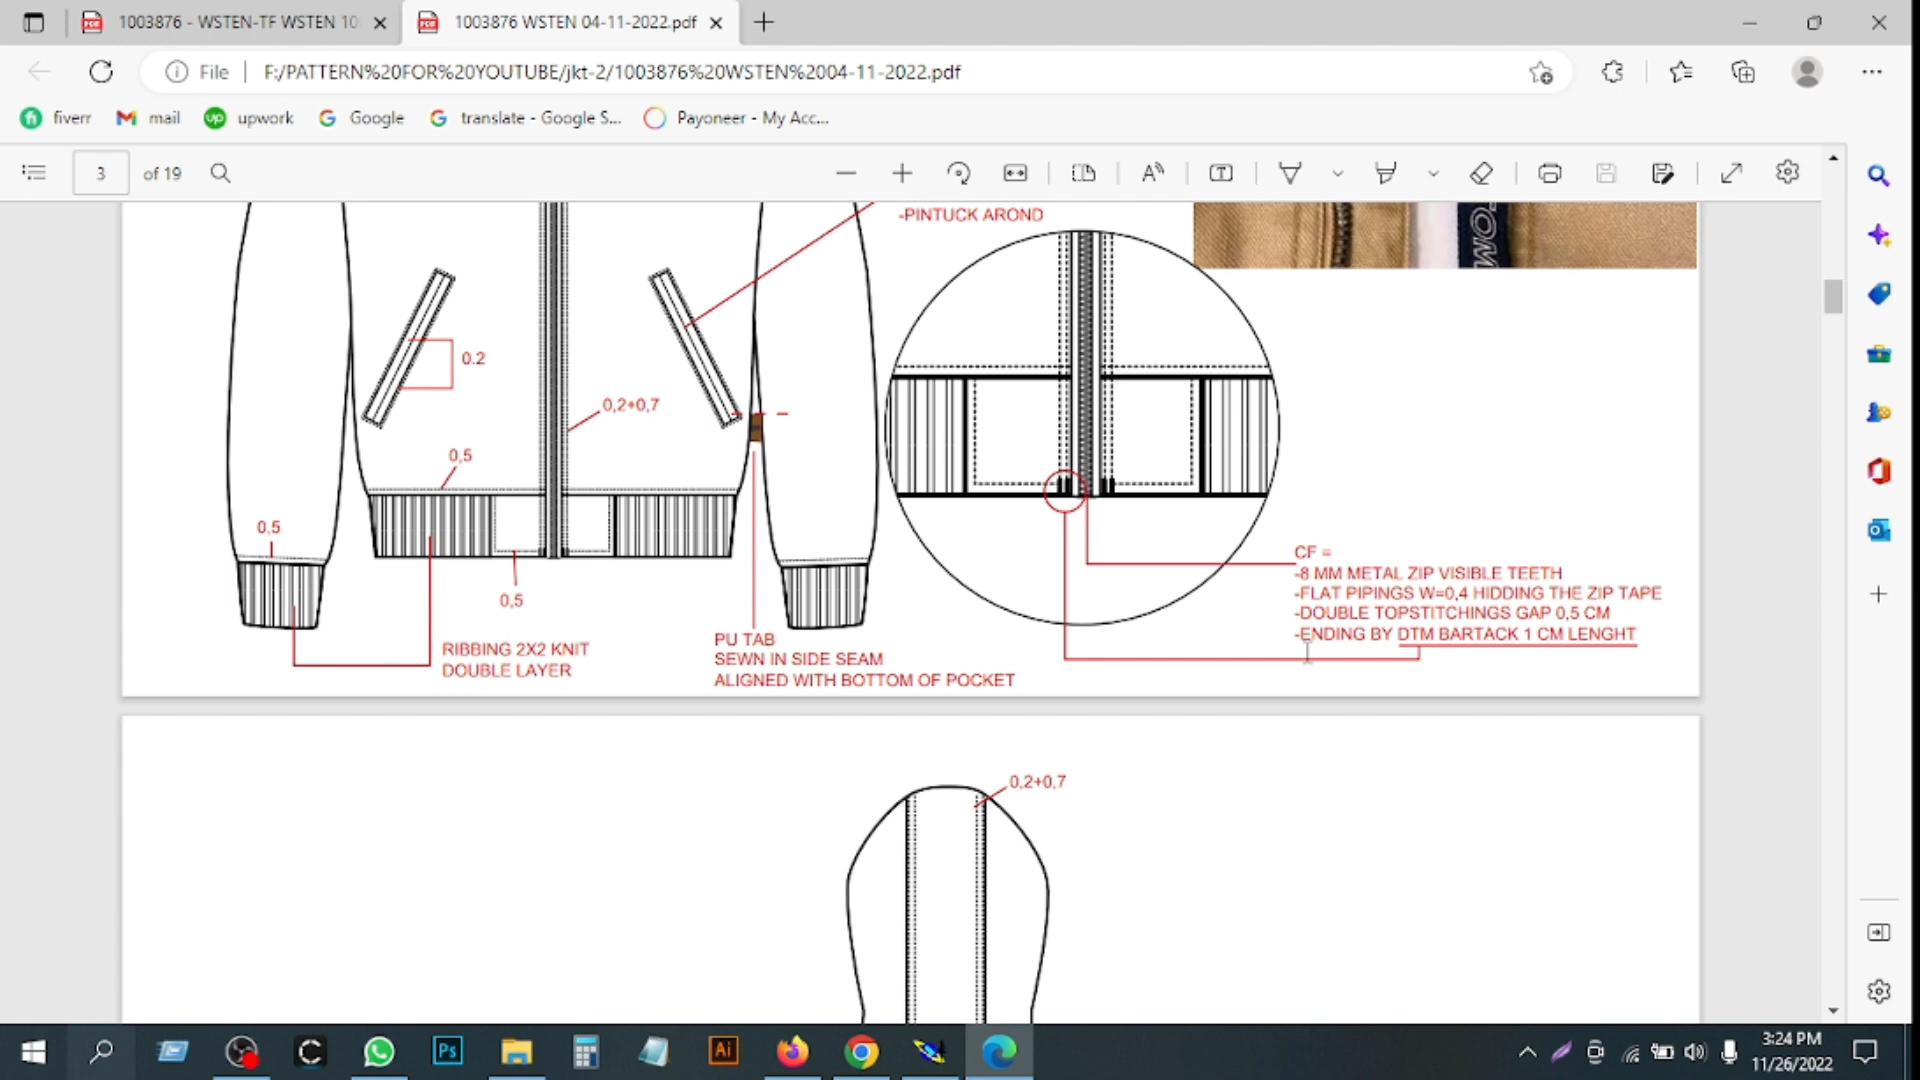 1003876 - WSTEN-TF WSTEN 10
1003876 WSTEN 04-11-2022.pdf
File
F:/PATTERN%20FOR%20YOUTUBE/jkt-2/1003876%20WSTEN%2004-11-2022.pdf
fiverr
mail
upwork
Google
translate - Google S...
Payoneer - My Acc...
3
of 19
-PINTUCK AROND
0.2
0,2+0,7
0,5
0,5
0,5
RIBBING 2X2 KNIT
DOUBLE LAYER
PU TAB
SEWN IN SIDE SEAM
ALIGNED WITH BOTTOM OF POCKET
CF =
-8 MM METAL ZIP VISIBLE TEETH
-FLAT PIPINGS W=0,4 HIDDING THE ZIP TAPE
-DOUBLE TOPSTITCHINGS GAP 0,5 CM
-ENDING BY DTM BARTACK 1 CM LENGHT
0,2+0,7
3:24 PM
11/26/2022